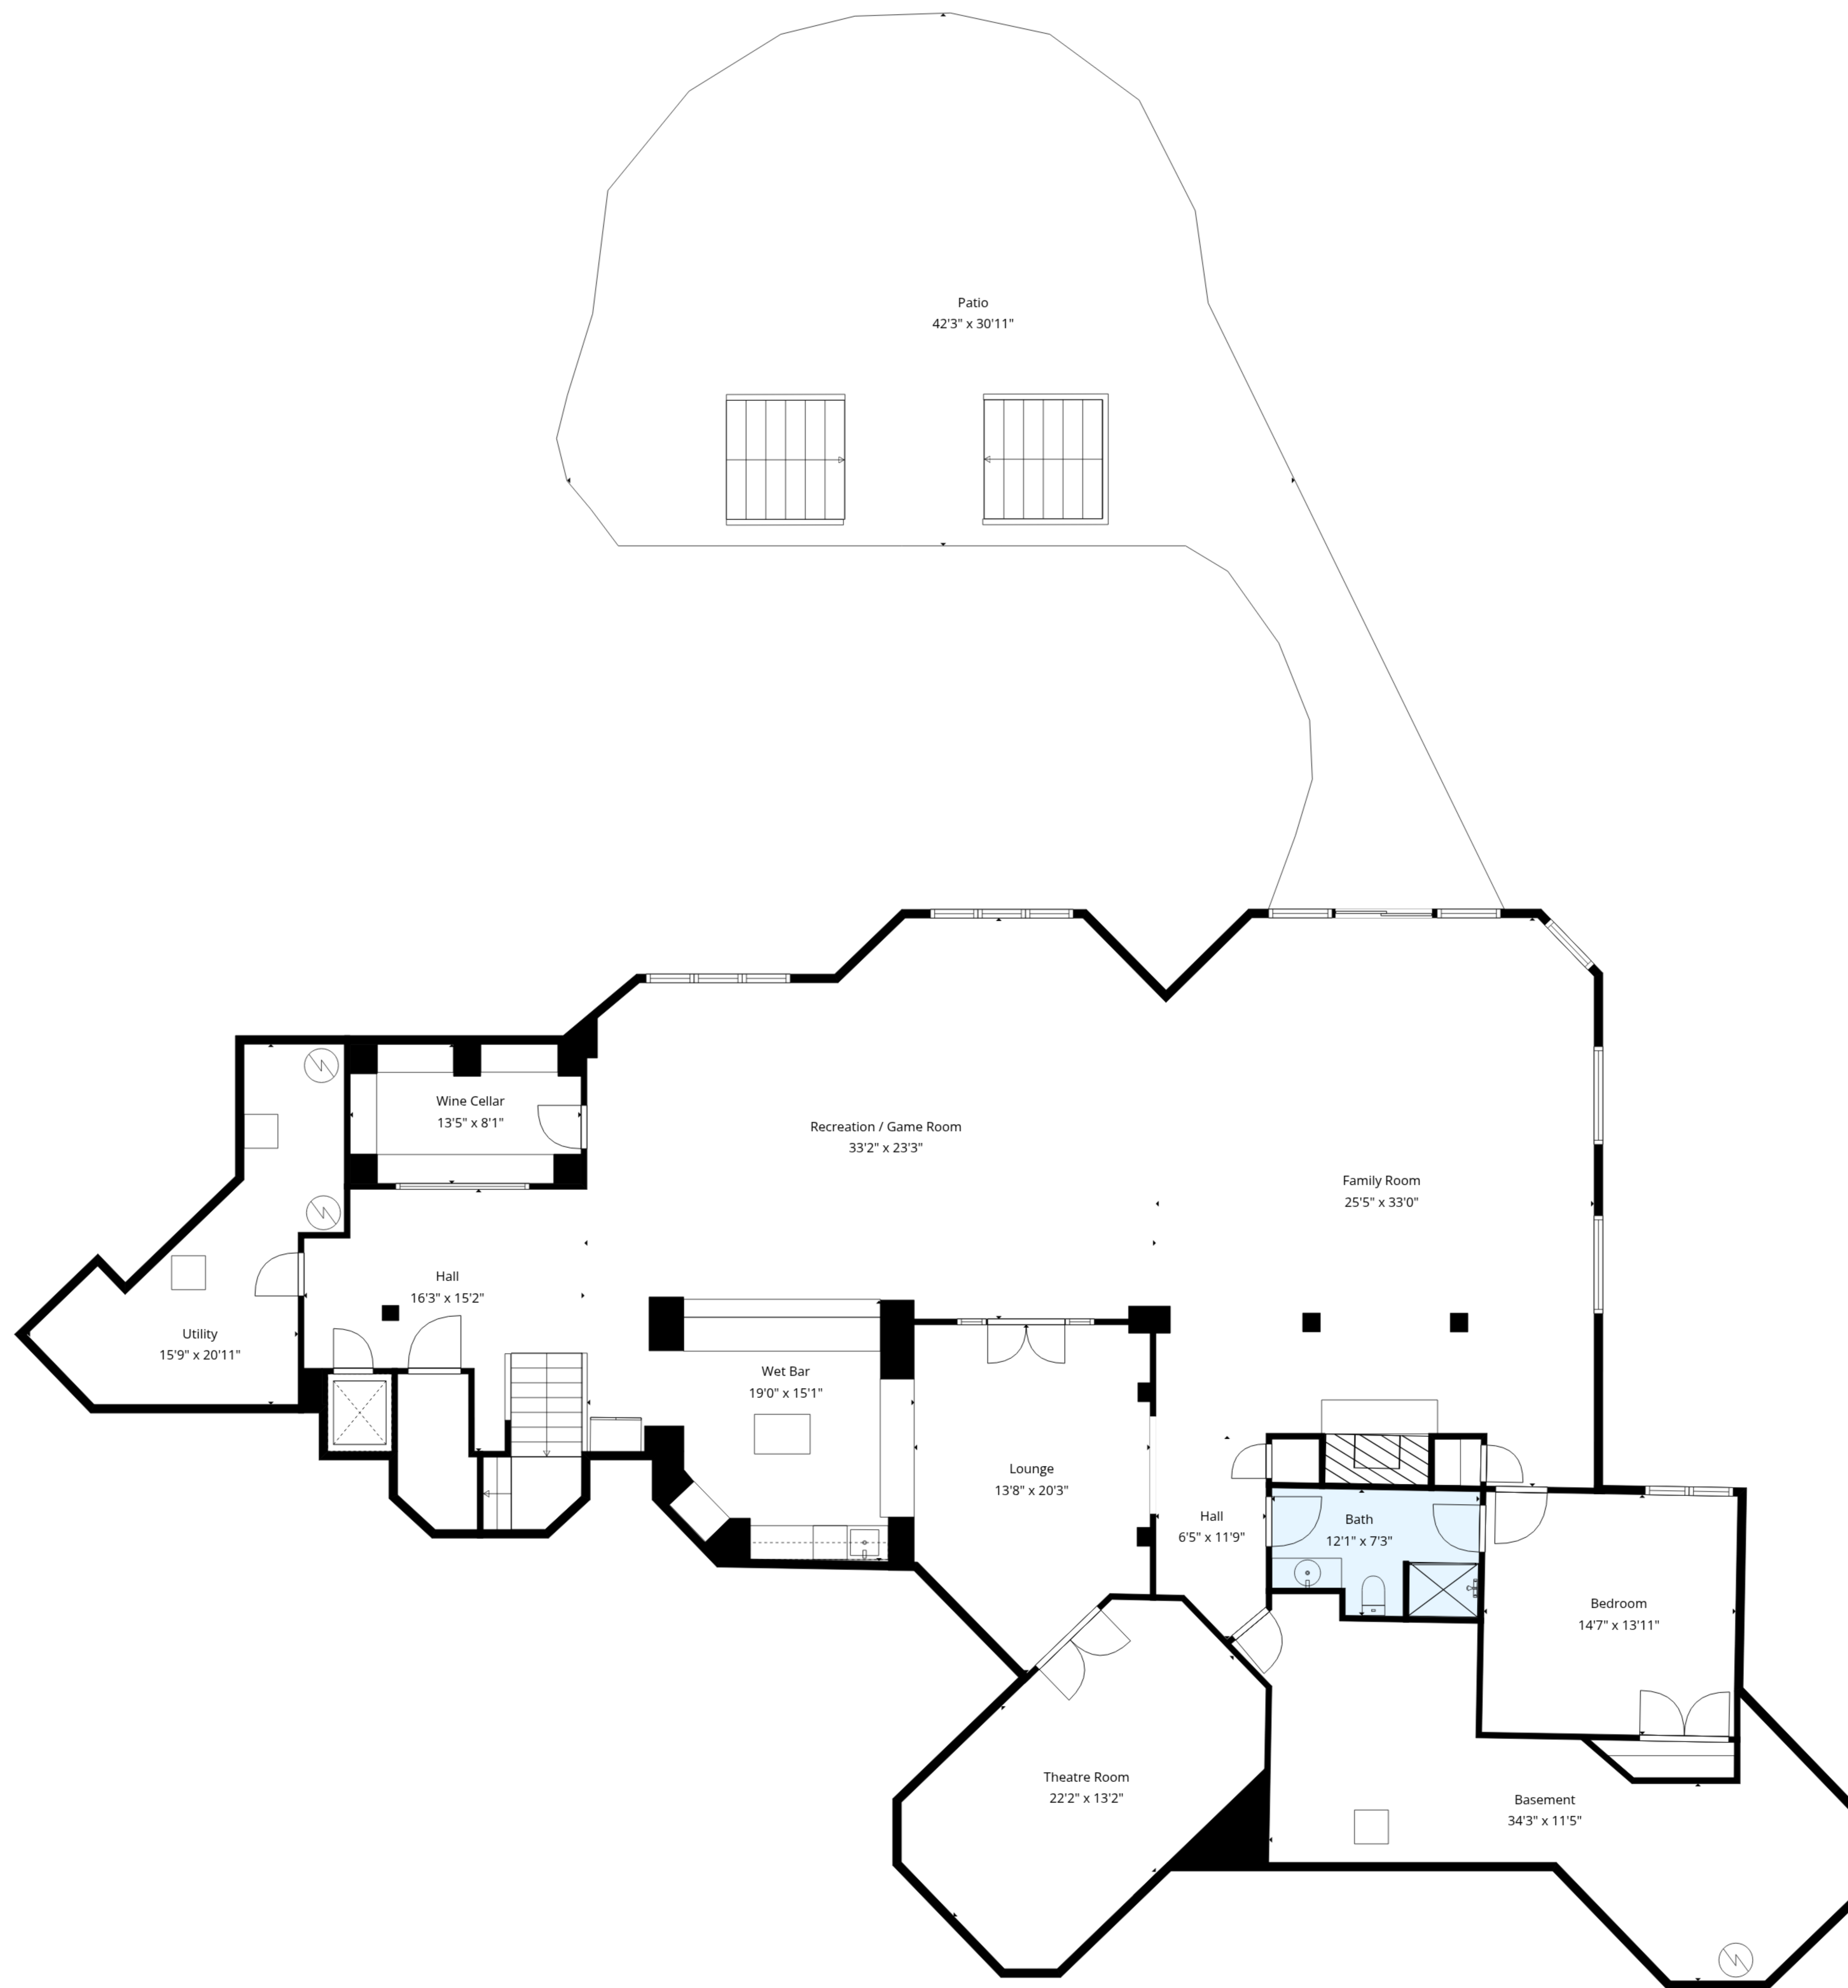 Patio
42'3" x 30'11"
Wine Cellar
13'5" x 8'1"
Recreation / Game Room
33'2" x 23'3"
Family Room
25'5" x 33'0"
Hall
16'3" x 15'2"
Utility
15'9" x 20'11"
Wet Bar
19'0" x 15'1"
Lounge
13'8" x 20'3"
Hall
6'5" x 11'9"
Bath
12'1" x 7'3"
Bedroom
14'7" x 13'11"
Theatre Room
22'2" x 13'2"
Basement
34'3" x 11'5"